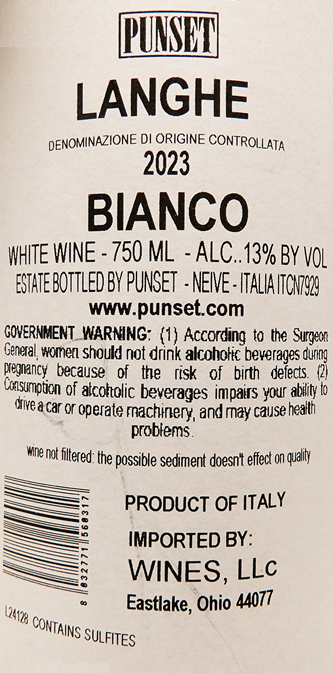 PUNSET
LANGHE
DENOMINAZIONE DI ORIGINE CONTROLLATA
2023
BIANCO
WHITE WINE - 750 ML - ALC..13% BY VOL
ESTATE BOTTLED BY PUNSET - NEIVE - ITALIA ITCN7929
www.punset.com
GOVERNMENT WARNING: (1) According to the Surgeon
General, women should not drink alcoholic beverages during
pregnancy because of the risk of birth defects. (2)
Consumption of alcoholic beverages impairs your ability to
drive a car or operate machinery, and may cause health
problems.
wine not filtered: the possible sediment doesn't effect on quality
PRODUCT OF ITALY
IMPORTED BY:
WINES, LLc
Eastlake, Ohio 44077
8 032771 560317
L24128 CONTAINS SULFITES